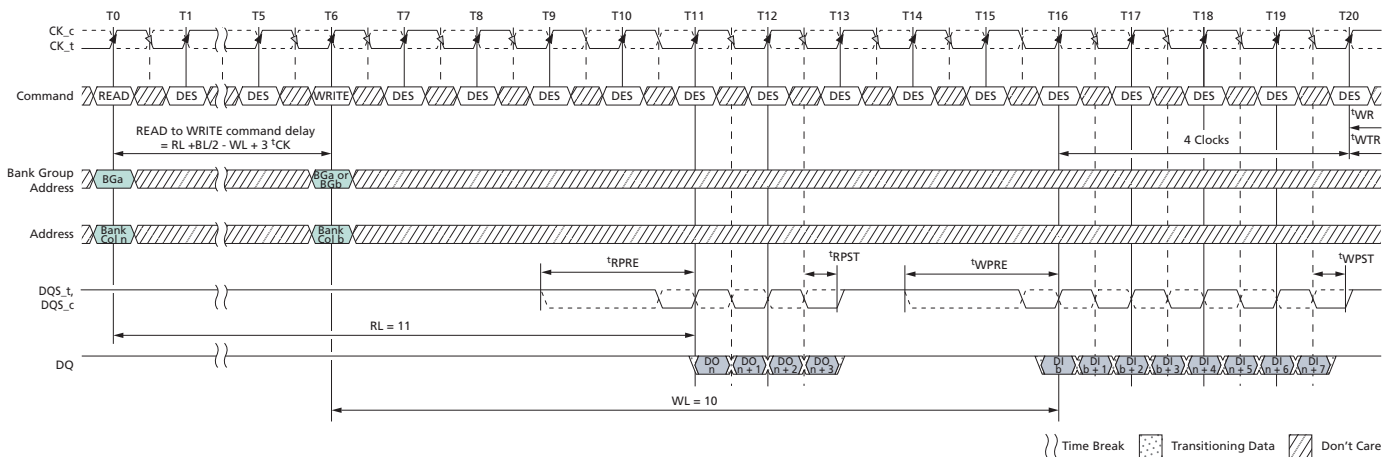 T0 T1 T5 T6 T7 T8 T9 T10 T11 T12 T13 T14 T15 T16 T17 T18 T19 T20
CK_c
CK_t
Command READ DES DES WRITE DES DES DES DES DES DES DES DES DES DES DES DES DES DES
tWR
READ to WRITE command delay
= RL +BL/2 - WL + 3 tCK
4 Clocks
tWTR
Bank Group
Address
BGa
BGa or
BGb
Address
Bank
Col n
Bank
Col b
tRPRE tRPST tWPRE tWPST
DQS_t,
DQS_c
RL = 11
DQ
DO
n
DO
n + 1
DO
n + 2
DO
n + 3
DI
b
DI
b + 1
DI
b + 2
DI
b + 3
DI
n + 4
DI
n + 5
DI
n + 6
DI
n + 7
WL = 10
Time Break Transitioning Data Don't Care